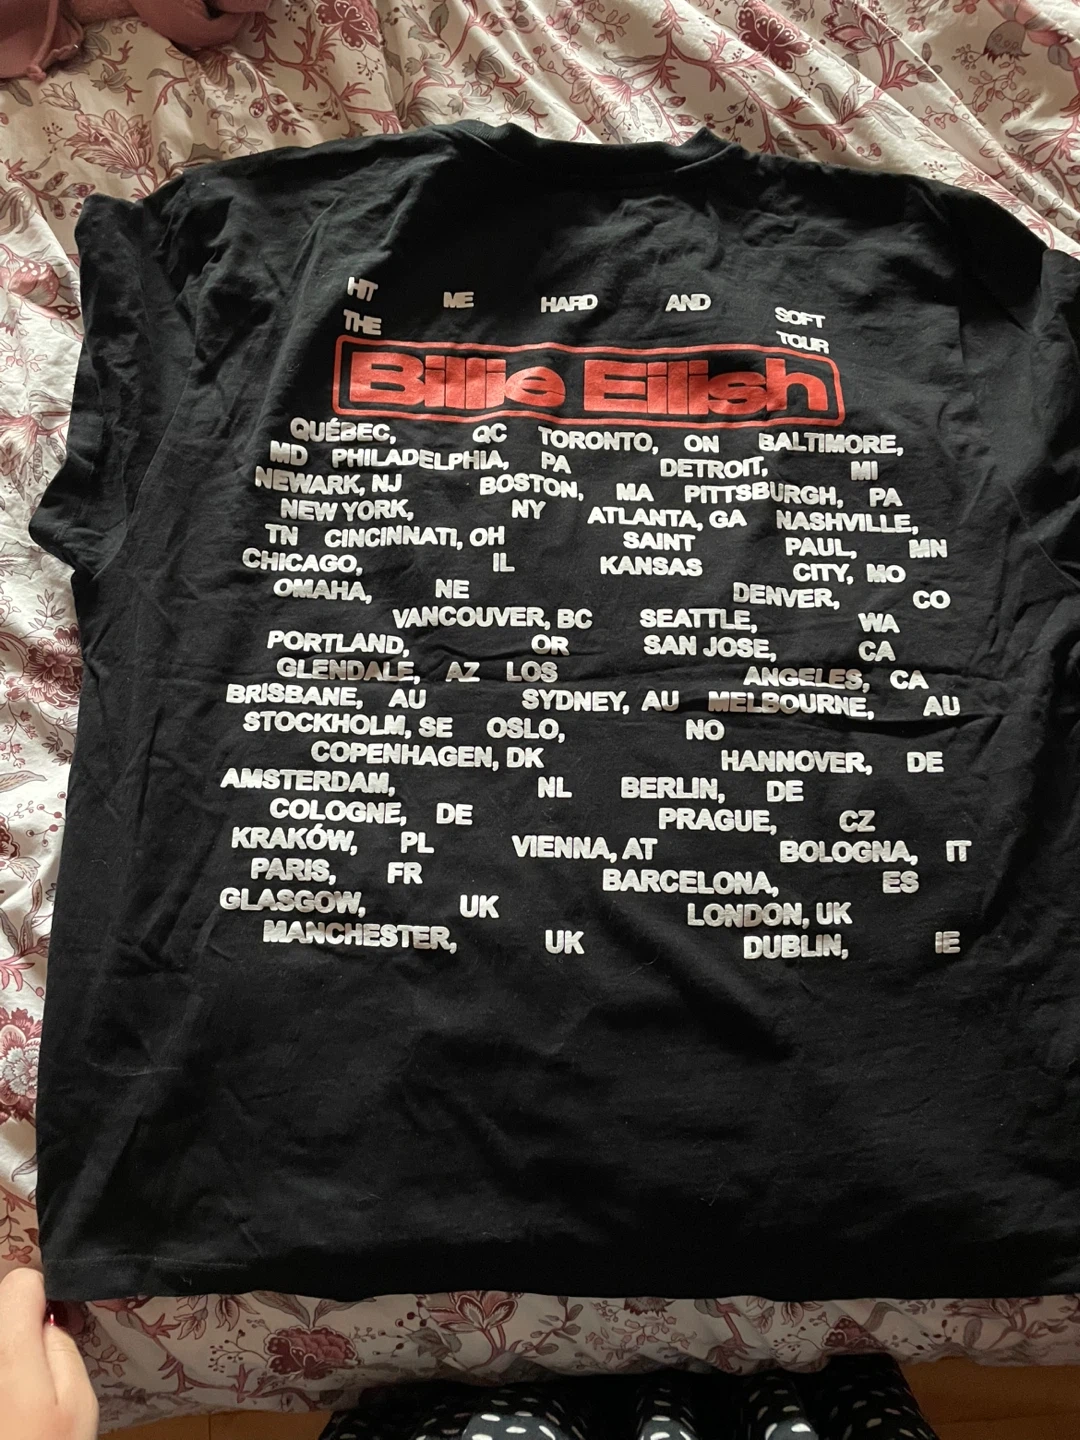 HIT ME HARD AND SOFT
THE TOUR
Billie Eilish
QUÉBEC, QC TORONTO, ON BALTIMORE,
MD PHILADELPHIA, PA DETROIT, MI
NEWARK, NJ BOSTON, MA PITTSBURGH, PA
NEW YORK, NY ATLANTA, GA NASHVILLE,
TN CINCINNATI, OH SAINT PAUL, MN
CHICAGO, IL KANSAS CITY, MO
OMAHA, NE DENVER, CO
VANCOUVER, BC SEATTLE, WA
PORTLAND, OR SAN JOSE, CA
GLENDALE, AZ LOS ANGELES, CA
BRISBANE, AU SYDNEY, AU MELBOURNE, AU
STOCKHOLM, SE OSLO, NO
COPENHAGEN, DK HANNOVER, DE
AMSTERDAM, NL BERLIN, DE
COLOGNE, DE PRAGUE, CZ
KRAKÓW, PL VIENNA, AT BOLOGNA, IT
PARIS, FR BARCELONA, ES
GLASGOW, UK LONDON, UK
MANCHESTER, UK DUBLIN, IE